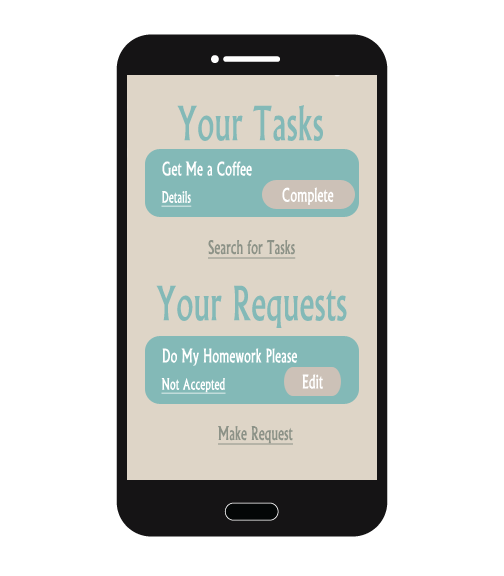 Your Tasks
Get Me a Coffee
Details
Complete
Search for Tasks
Your Requests
Do My Homework Please
Not Accepted
Edit
Make Request